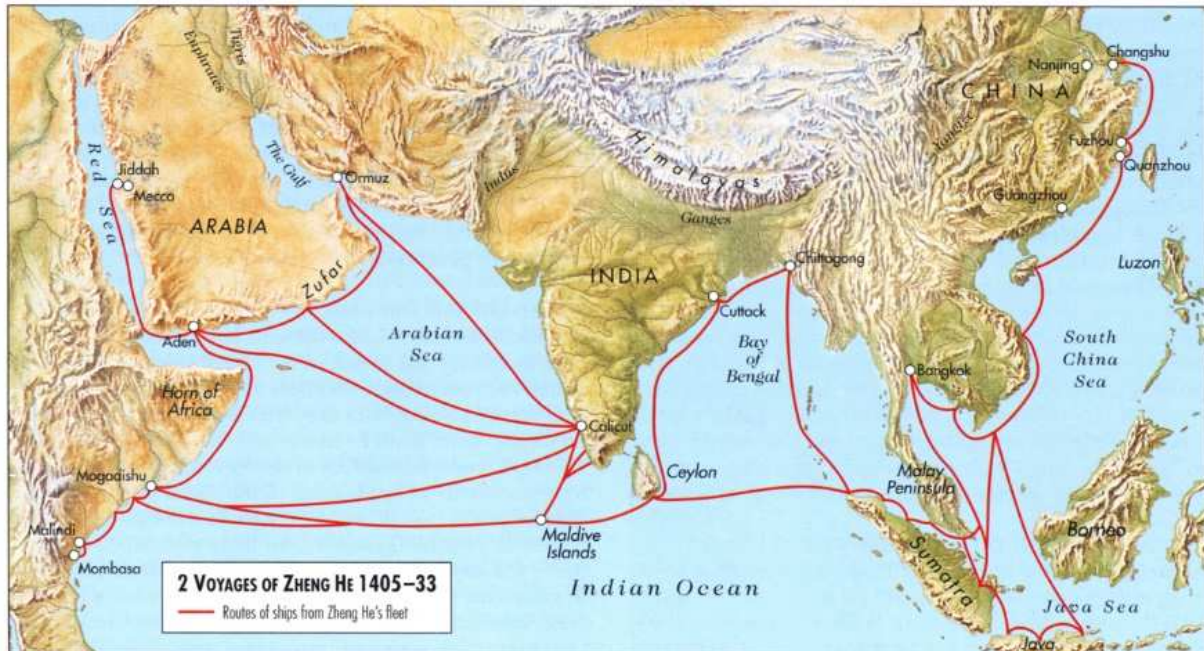 Euphrates
Tigris
Nanjing
Changshu
CHINA
Yangtze
Fuzhou
Quanzhou
Guangzhou
Himalayas
Red Sea
Jiddah
Mecca
The Gulf
Ormuz
Indus
Ganges
ARABIA
INDIA
Chittagong
Luzon
Zufar
Cuttack
Aden
Arabian
Sea
Bay
of
Bengal
South
China
Sea
Bangkok
Horn of
Africa
Calicut
Mogadishu
Ceylon
Malay
Peninsula
Malindi
Maldive
Islands
Borneo
Mombasa
Sumatra
2 VOYAGES OF ZHENG HE 1405–33
Routes of ships from Zheng He's fleet
Indian Ocean
Java Sea
Java